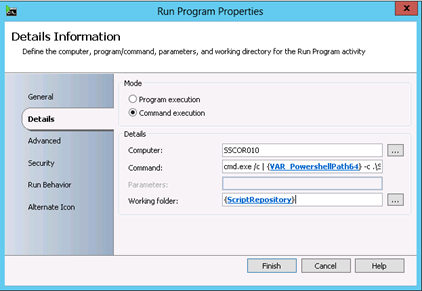 Run Program Properties
Details Information
Define the computer, program/command, parameters, and working directory for the Run Program activity
General
Details
Advanced
Security
Run Behavior
Alternate Icon
Mode
Program execution
Command execution
Details
Computer: SSCOR010 ...
Command: cmd.exe /c | {VAR_PowershellPath64} -c .\S
Parameters:
Working folder: {ScriptRepository} ...
Finish Cancel Help